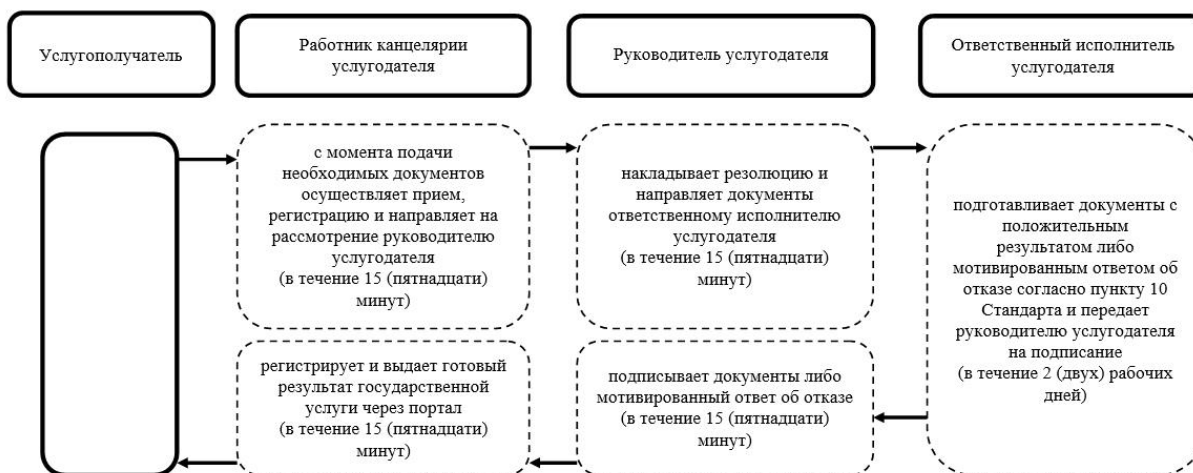 Услугополучатель
Работник канцелярии
услугодателя
Руководитель услугодателя
Ответственный исполнитель
услугодателя
с момента подачи
необходимых документов
осуществляет прием,
регистрацию и направляет на
рассмотрение руководителю
услугодателя
(в течение 15 (пятнадцати)
минут)
накладывает резолюцию и
направляет документы
ответственному исполнителю
услугодателя
(в течение 15 (пятнадцати)
минут)
подготавливает документы с
положительным
результатом либо
мотивированным ответом об
отказе согласно пункту 10
Стандарта и передает
руководителю услугодателя
на подписание
(в течение 2 (двух) рабочих
дней)
подписывает документы либо
мотивированный ответ об отказе
(в течение 15 (пятнадцати)
минут)
регистрирует и выдает готовый
результат государственной
услуги через портал
(в течение 15 (пятнадцати)
минут)